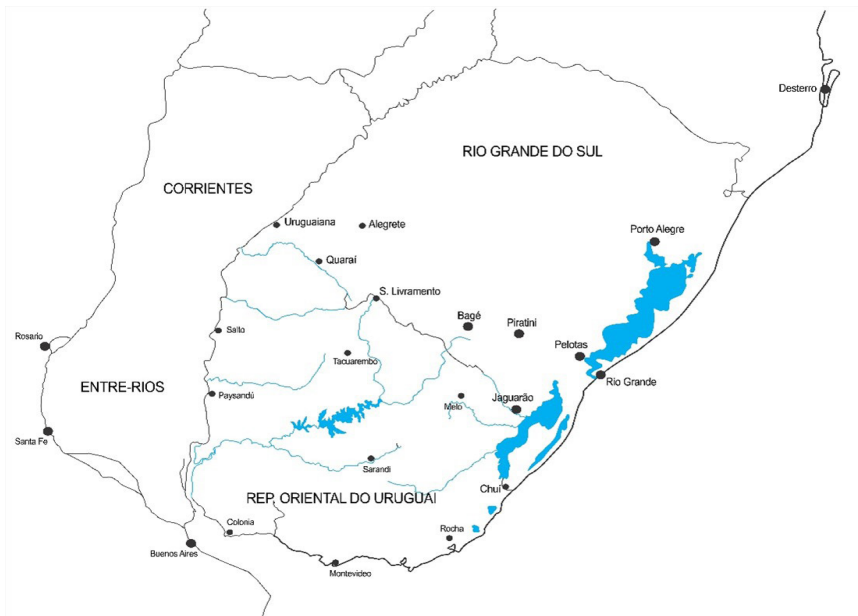 Desterro
RIO GRANDE DO SUL
CORRIENTES
Uruguaiana
Alegrete
Porto Alegre
Quaraí
S. Livramento
Bagé
Piratini
Rosario
Salto
Pelotas
Tacuarembo
Rio Grande
ENTRE-RIOS
Paysandú
Melo
Jaguarão
Santa Fe
Sarandi
Chuí
REP. ORIENTAL DO URUGUAI
Colonia
Rocha
Buenos Aires
Montevideo